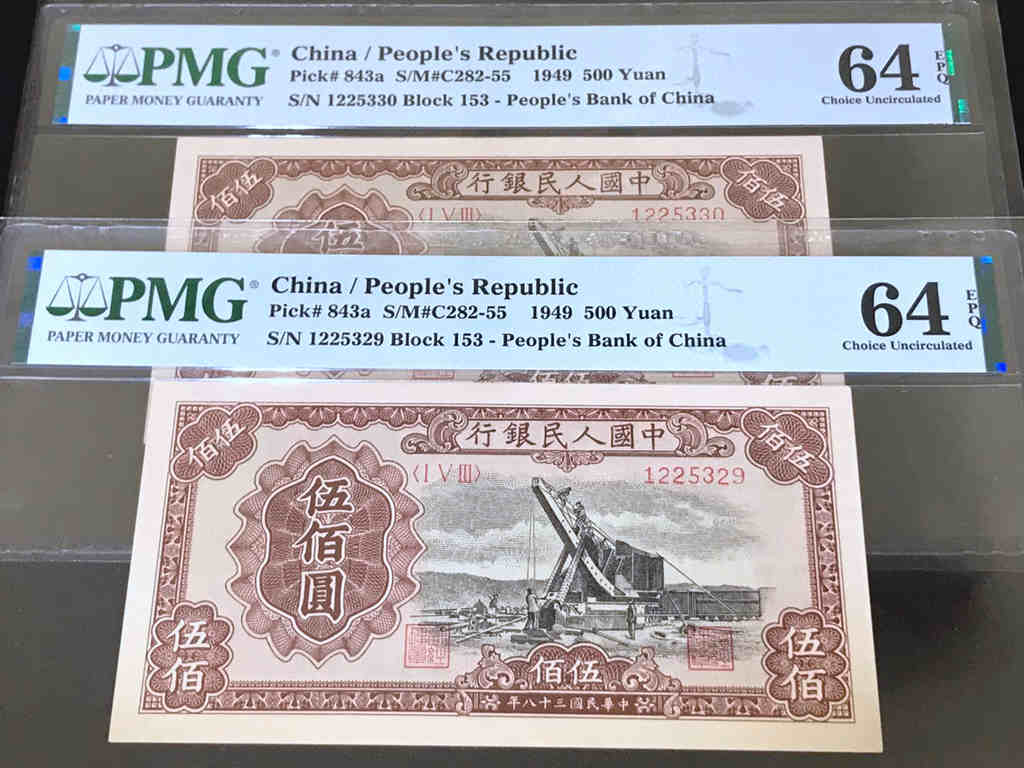 PMG®
PAPER MONEY GUARANTY
China / People's Republic
Pick# 843a S/M#C282-55 1949 500 Yuan
S/N 1225330 Block 153 - People's Bank of China
64
EPQ
Choice Uncirculated
伍佰
行銀民人國中
伍佰
〈I V III〉
1225330
伍
PMG®
PAPER MONEY GUARANTY
China / People's Republic
Pick# 843a S/M#C282-55 1949 500 Yuan
S/N 1225329 Block 153 - People's Bank of China
64
EPQ
Choice Uncirculated
佰伍
佰伍
行銀民人國中
佰伍
〈I V III〉
1225329
伍佰圓
伍佰
佰伍
伍佰
年八十三國民華中